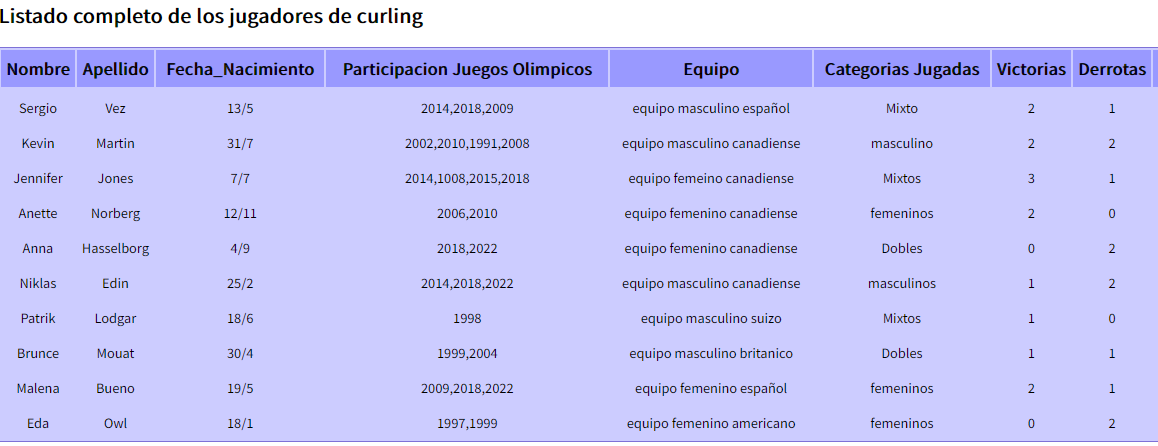 Listado completo de los jugadores de curling
Nombre Apellido Fecha_Nacimiento Participacion Juegos Olimpicos Equipo Categorias Jugadas Victorias Derrotas
Sergio Vez 13/5 2014,2018,2009 equipo masculino español Mixto 2 1
Kevin Martin 31/7 2002,2010,1991,2008 equipo masculino canadiense masculino 2 2
Jennifer Jones 7/7 2014,1008,2015,2018 equipo femeino canadiense Mixtos 3 1
Anette Norberg 12/11 2006,2010 equipo femenino canadiense femeninos 2 0
Anna Hasselborg 4/9 2018,2022 equipo femenino canadiense Dobles 0 2
Niklas Edin 25/2 2014,2018,2022 equipo masculino canadiense masculinos 1 2
Patrik Lodgar 18/6 1998 equipo masculino suizo Mixtos 1 0
Brunce Mouat 30/4 1999,2004 equipo masculino britanico Dobles 1 1
Malena Bueno 19/5 2009,2018,2022 equipo femenino español femeninos 2 1
Eda Owl 18/1 1997,1999 equipo femenino americano femeninos 0 2